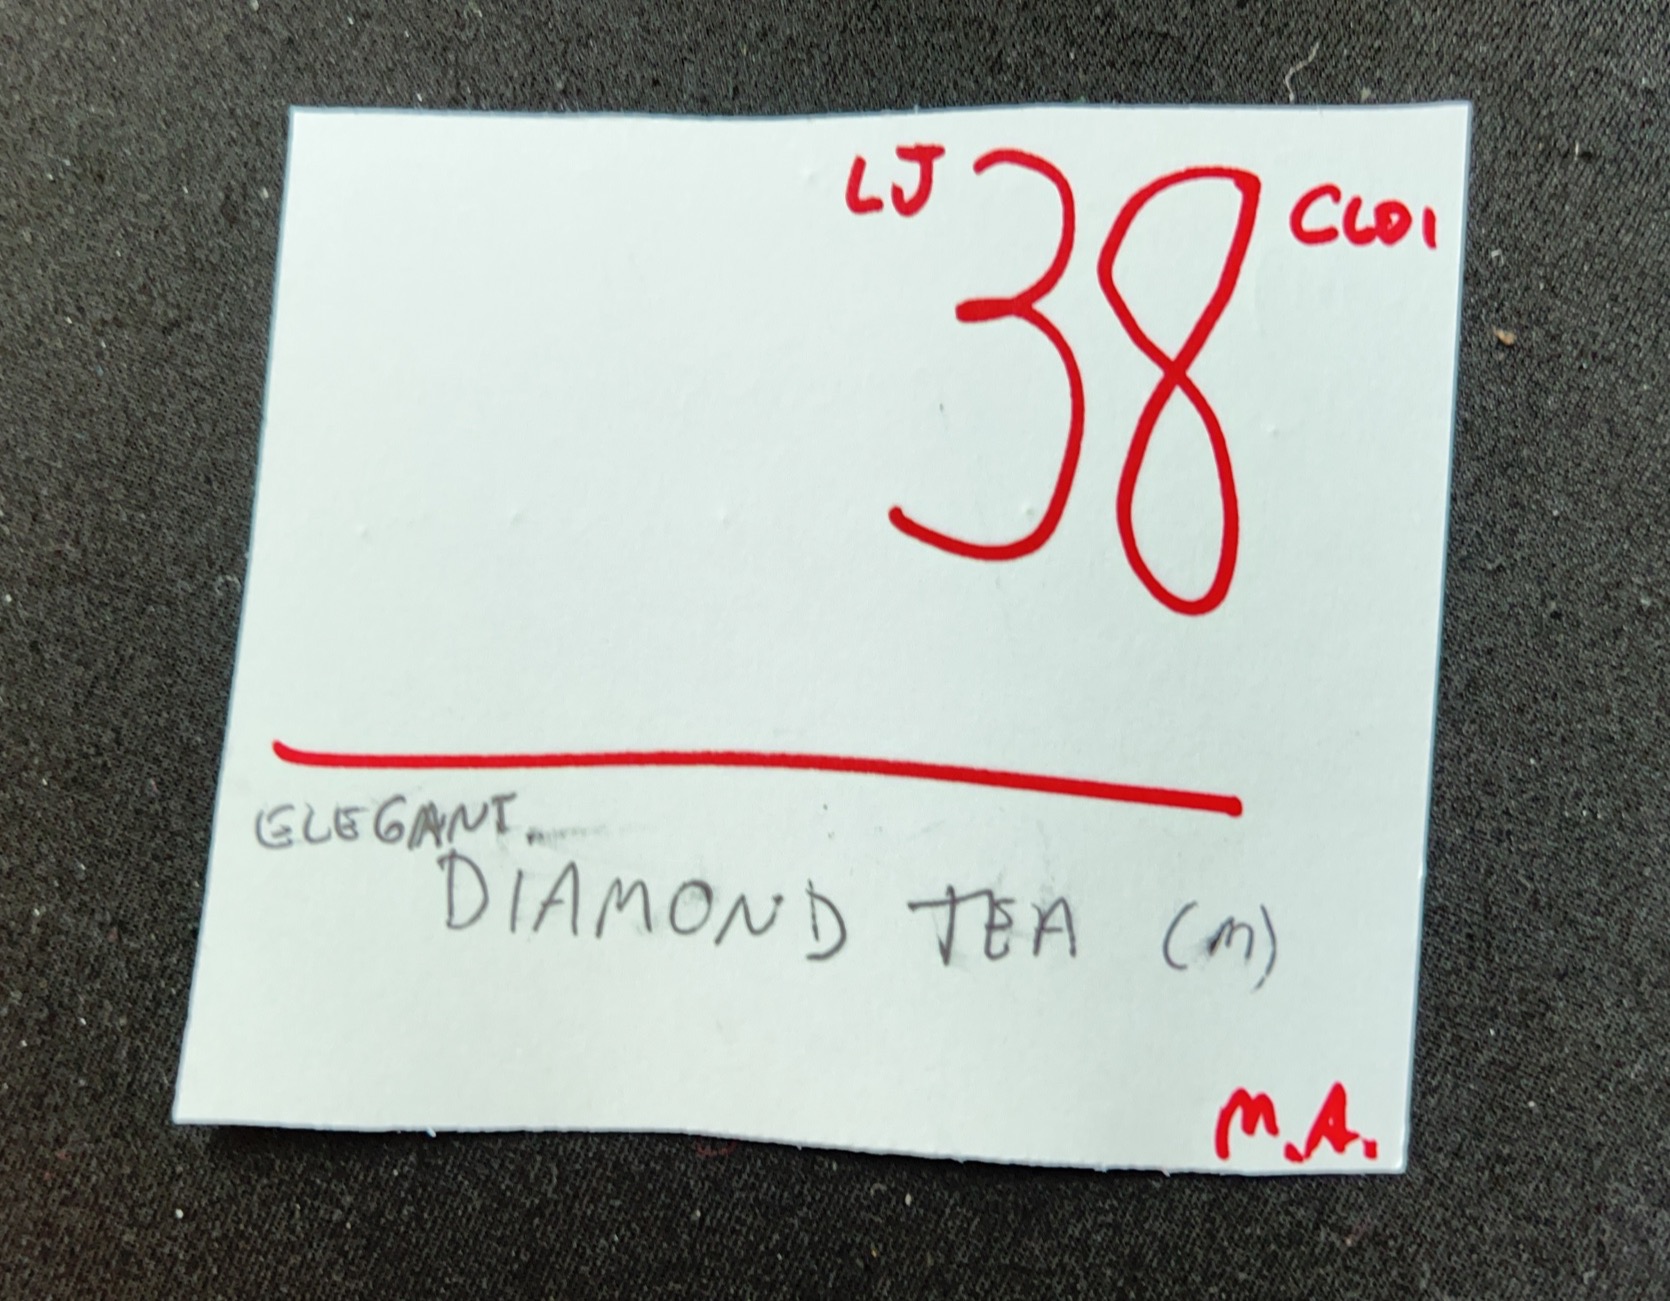 LJ 38 CL01
ELEGANT
DIAMOND TEA (M)
M.A.